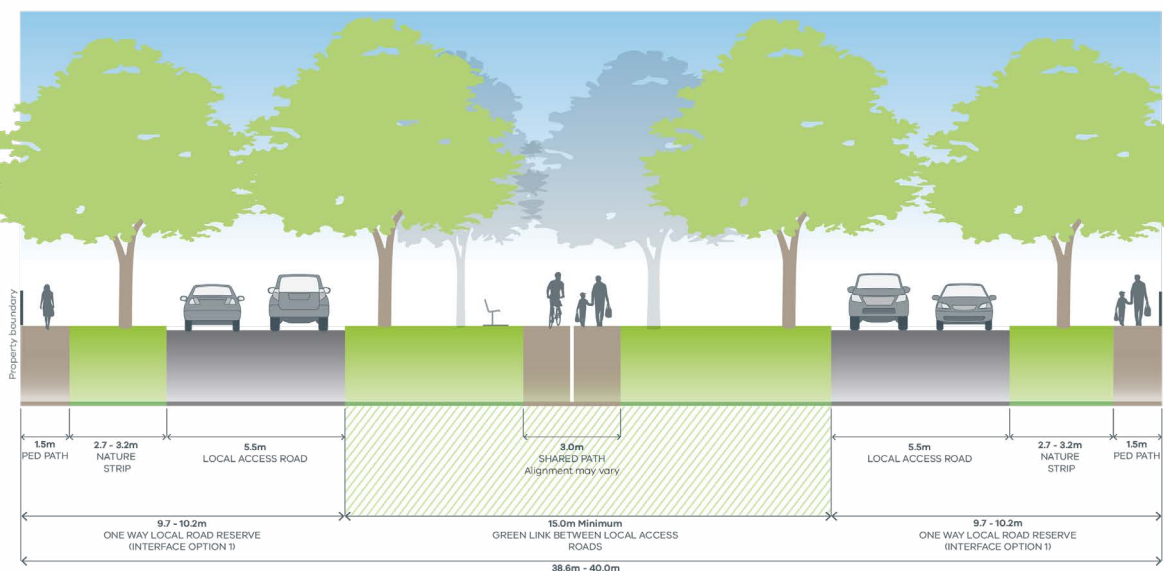 Property boundary
1.5m
PED PATH
2.7 - 3.2m
NATURE
STRIP
5.5m
LOCAL ACCESS ROAD
3.0m
SHARED PATH
Alignment may vary
5.5m
LOCAL ACCESS ROAD
2.7 - 3.2m
NATURE
STRIP
1.5m
PED PATH
9.7 - 10.2m
ONE WAY LOCAL ROAD RESERVE
(INTERFACE OPTION 1)
15.0m Minimum
GREEN LINK BETWEEN LOCAL ACCESS
ROADS
9.7 - 10.2m
ONE WAY LOCAL ROAD RESERVE
(INTERFACE OPTION 1)
38.6m - 40.0m